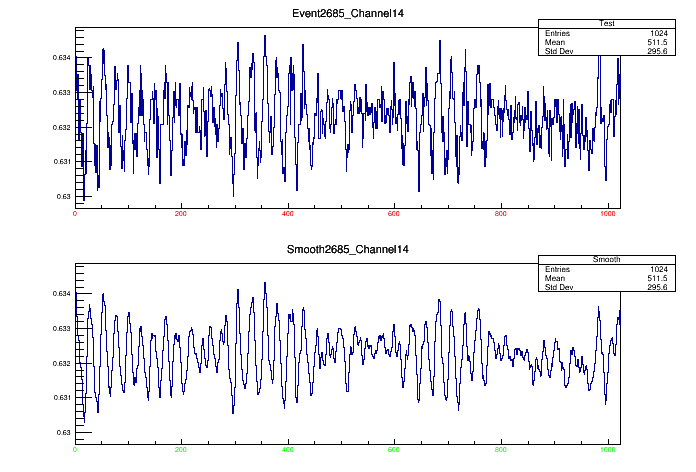 Event2685_Channel14
Test
Entries 1024
Mean 511.5
Std Dev 295.6
0.634
0.633
0.632
0.631
0.63
0 200 400 600 800 1000
Smooth2685_Channel14
Smooth
Entries 1024
Mean 511.5
Std Dev 295.6
0.634
0.633
0.632
0.631
0.63
0 200 400 600 800 1000